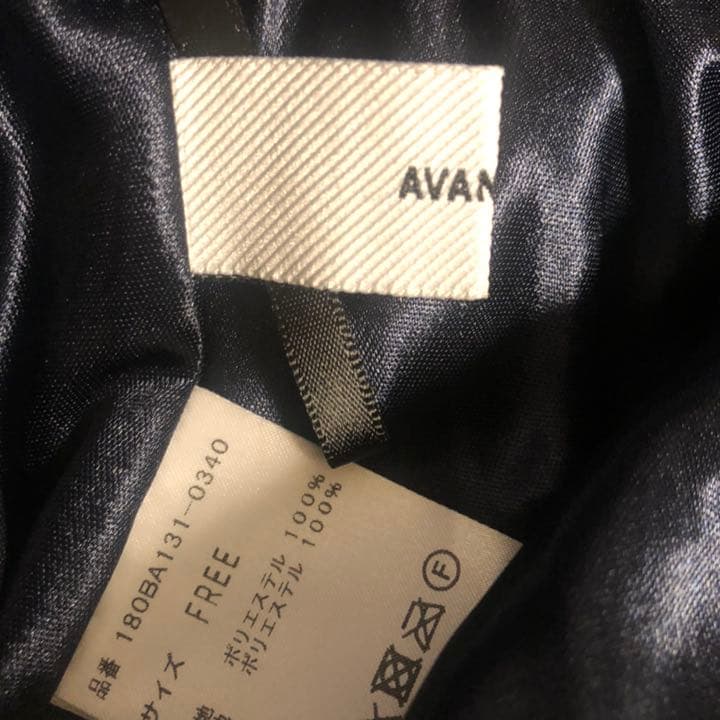 AVAN
品番 180BA131-0340
サイズ FREE
ポリエステル 100%
ポリエステル 100%
F